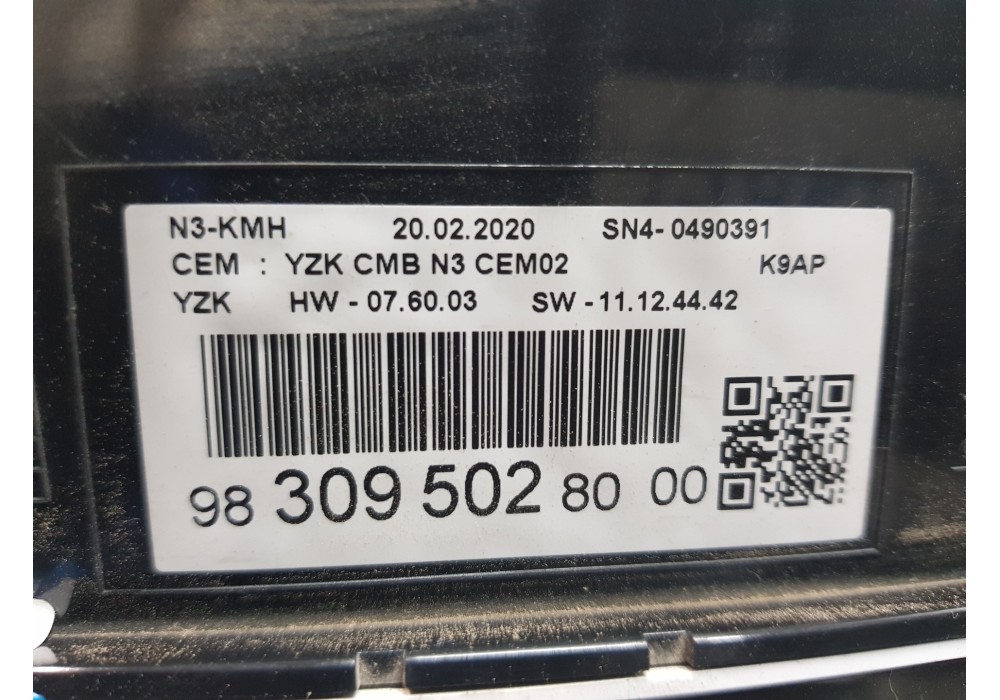 N3-KMH 20.02.2020 SN4- 0490391
CEM : YZK CMB N3 CEM02 K9AP
YZK HW - 07.60.03 SW - 11.12.44.42
98 309 502 80 00